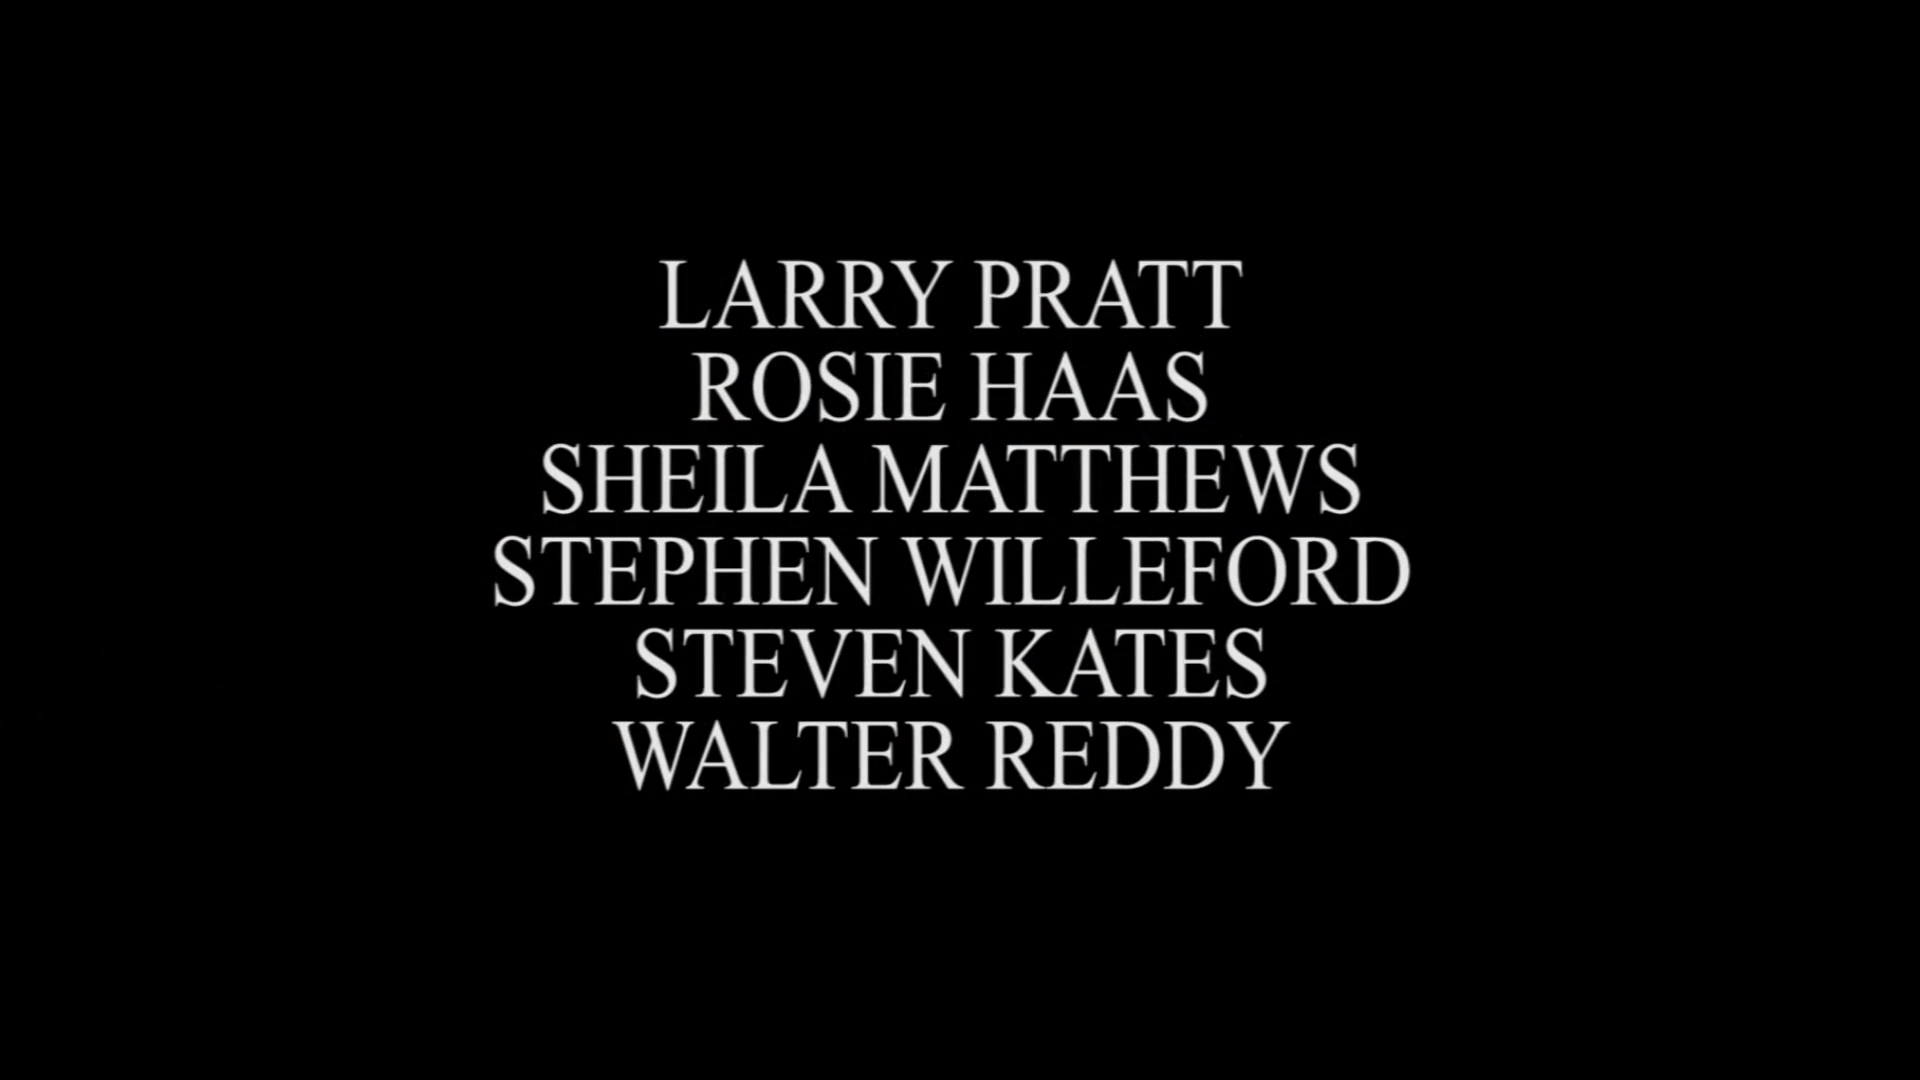 LARRY PRATT
ROSIE HAAS
SHEILA MATTHEWS
STEPHEN WILLEFORD
STEVEN KATES
WALTER REDDY